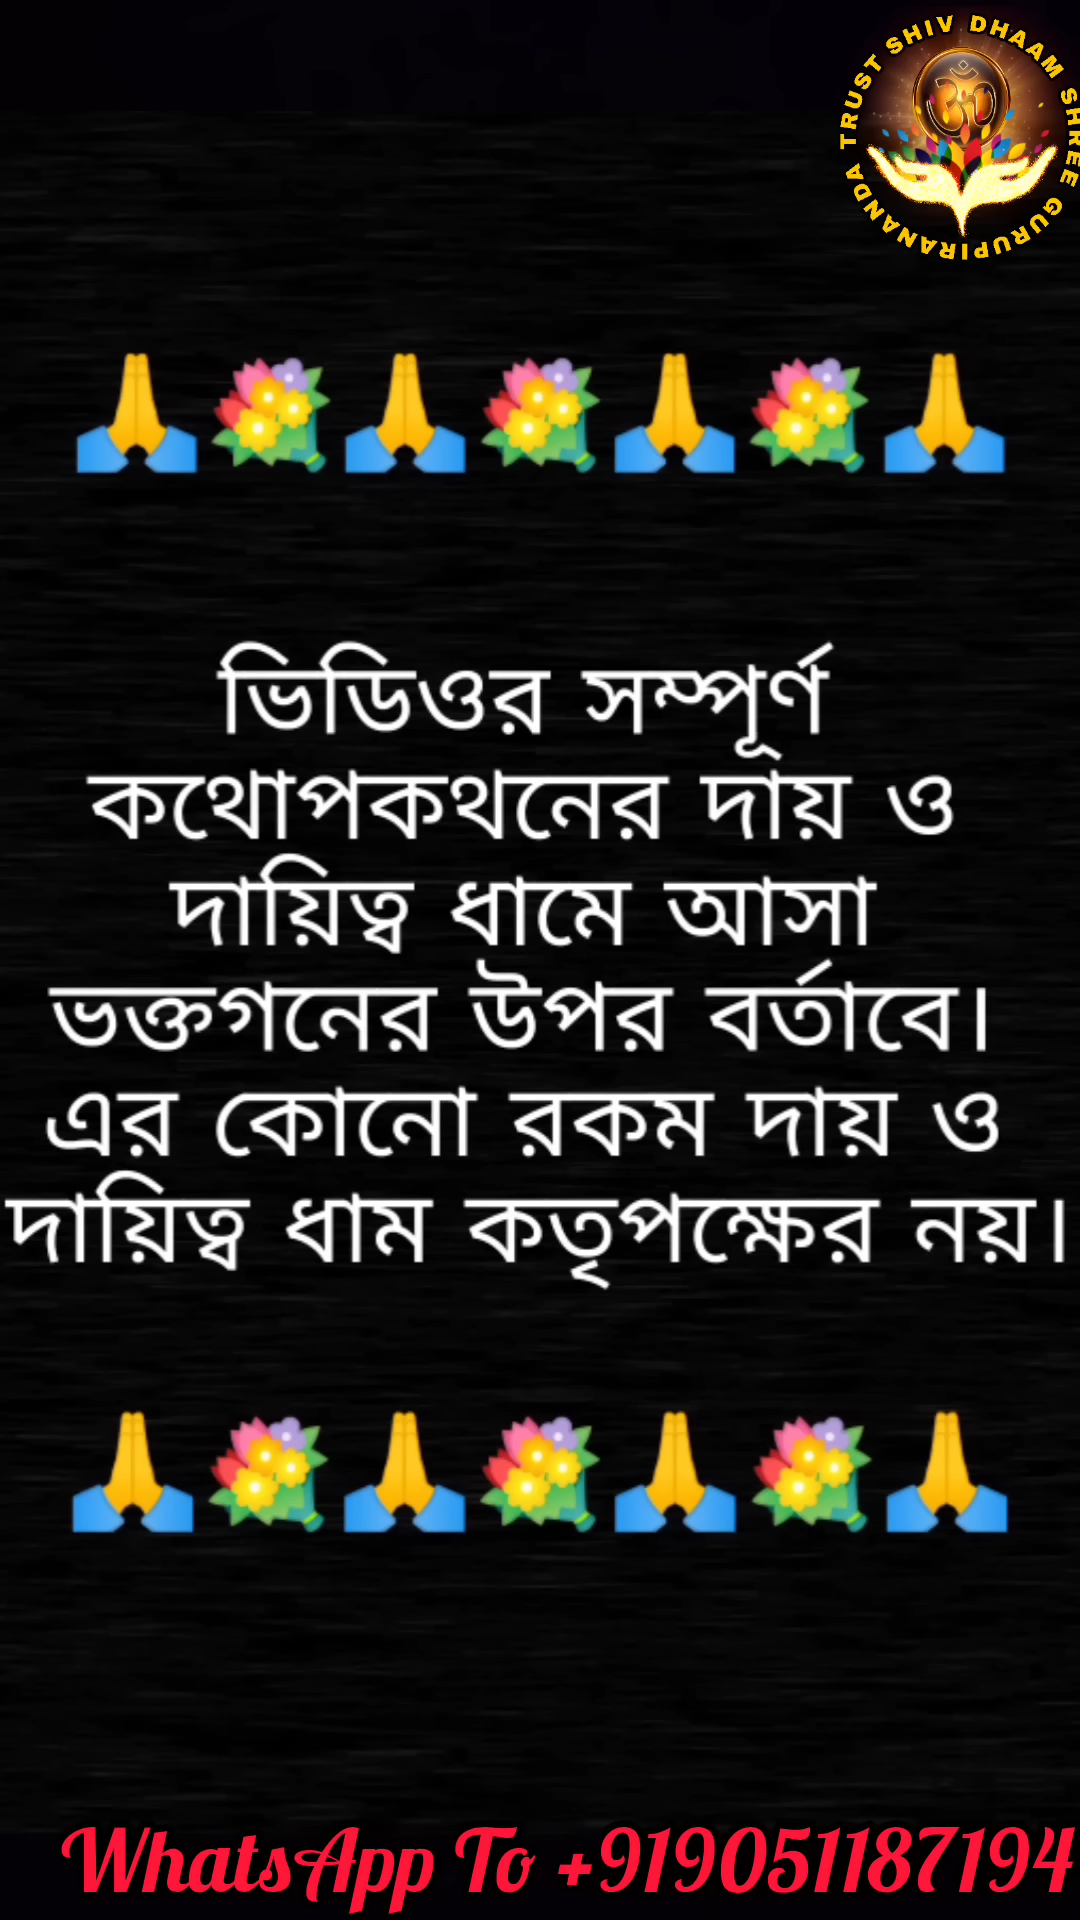 TRUST SHIV DHAAM SHREE GURUPIRANANDA
🙏💐🙏💐🙏💐🙏
ভিডিওর সম্পূর্ণ
কথোপকথনের দায় ও
দায়িত্ব ধামে আসা
ভক্তগনের উপর বর্তাবে।
এর কোনো রকম দায় ও
দায়িত্ব ধাম কতৃপক্ষের নয়।
🙏💐🙏💐🙏💐🙏
WhatsApp To +919051187194